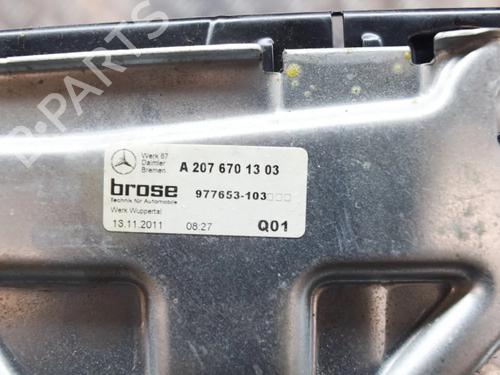 B-PARTS
Werk 67
Daimler
Bremen
A 207 670 13 03
brose
Technik für Automobile
977653-103□□□
Werk Wuppertal
13.11.2011 08:27 Q01